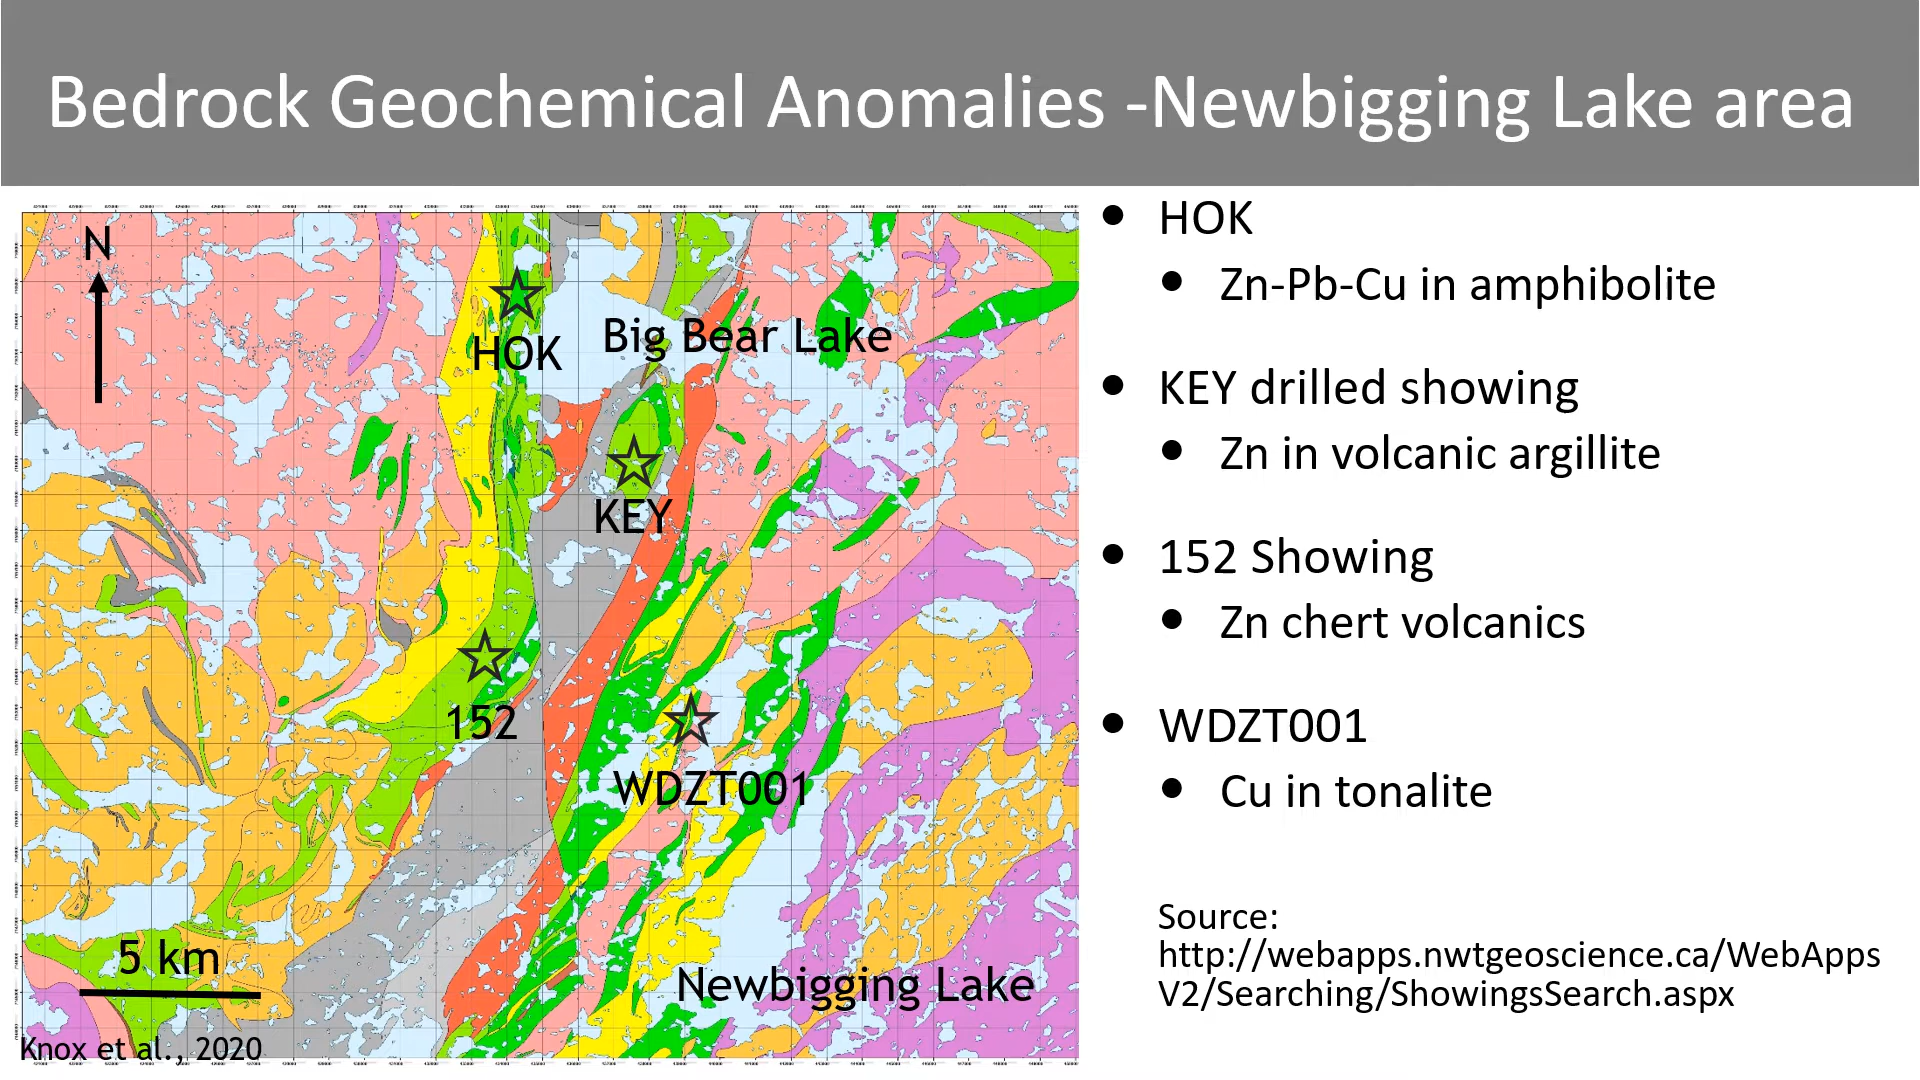 Bedrock Geochemical Anomalies -Newbigging Lake area
N
HOK
Big Bear Lake
KEY
152
WDZT001
5 km
Newbigging Lake
Knox et al., 2020
• HOK
• Zn-Pb-Cu in amphibolite
• KEY drilled showing
• Zn in volcanic argillite
• 152 Showing
• Zn chert volcanics
• WDZT001
• Cu in tonalite
Source:
http://webapps.nwtgeoscience.ca/WebApps
V2/Searching/ShowingsSearch.aspx